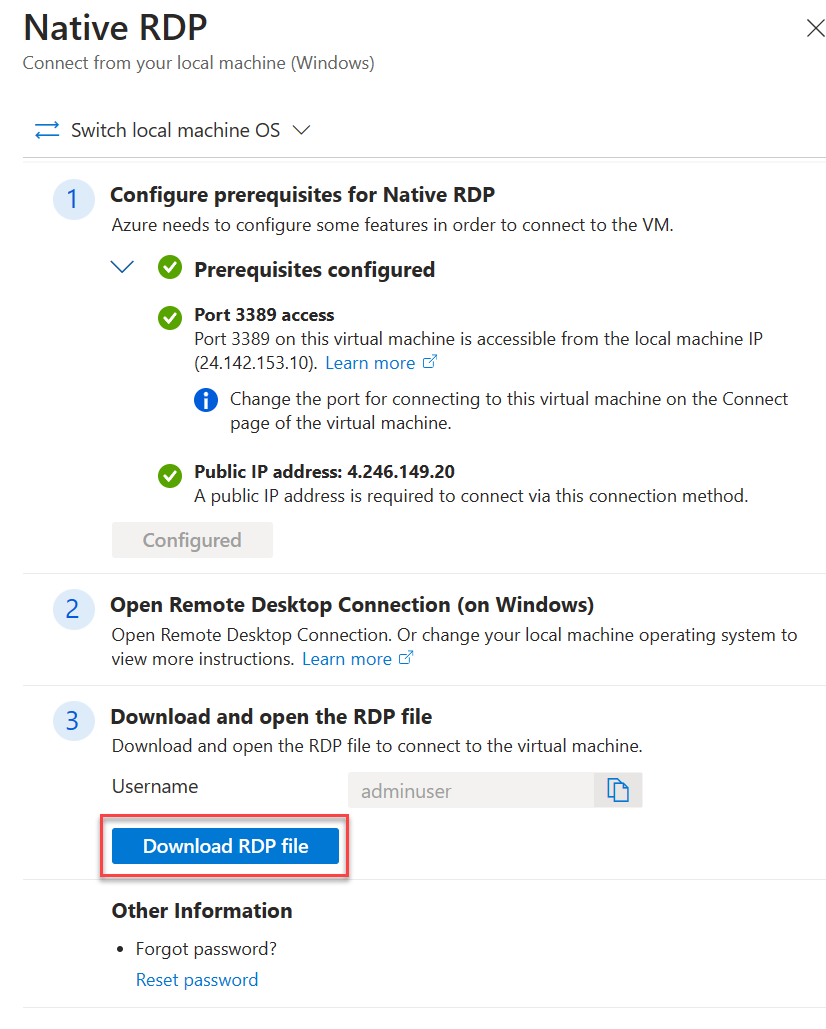 Native RDP
Connect from your local machine (Windows)
Switch local machine OS
1
Configure prerequisites for Native RDP
Azure needs to configure some features in order to connect to the VM.
Prerequisites configured
Port 3389 access
Port 3389 on this virtual machine is accessible from the local machine IP
(24.142.153.10). Learn more
Change the port for connecting to this virtual machine on the Connect
page of the virtual machine.
Public IP address: 4.246.149.20
A public IP address is required to connect via this connection method.
Configured
2
Open Remote Desktop Connection (on Windows)
Open Remote Desktop Connection. Or change your local machine operating system to
view more instructions. Learn more
3
Download and open the RDP file
Download and open the RDP file to connect to the virtual machine.
Username
adminuser
Download RDP file
Other Information
• Forgot password?
Reset password